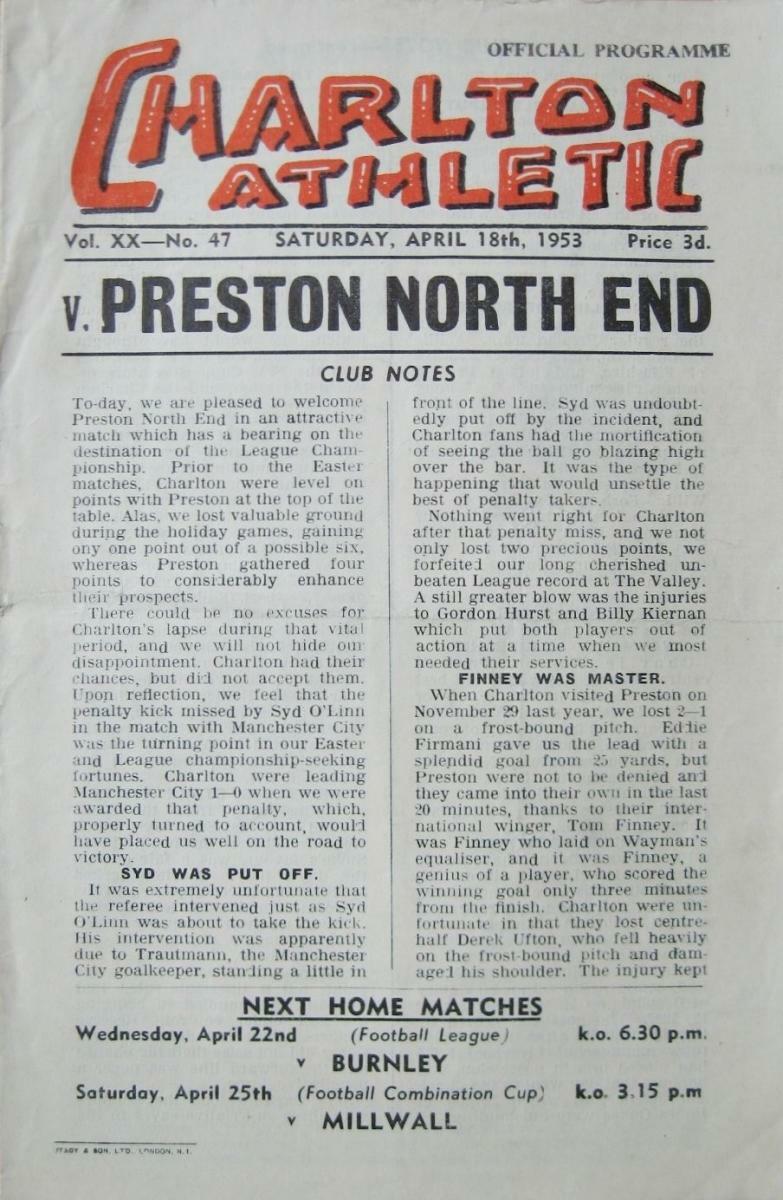 OFFICIAL PROGRAMME
CHARLTON
ATHLETIC
Vol. XX—No. 47 SATURDAY, APRIL 18th, 1953 Price 3d.
v. PRESTON NORTH END
CLUB NOTES
To-day, we are pleased to welcome
Preston North End in an attractive
match which has a bearing on the
destination of the League Cham-
pionship. Prior to the Easter
matches, Charlton were level on
points with Preston at the top of the
table. Alas, we lost valuable ground
during the holiday games, gaining
ony one point out of a possible six,
whereas Preston gathered four
points to considerably enhance
their prospects.
There could be no excuses for
Charlton's lapse during that vital
period, and we will not hide our
disappointment. Charlton had their
chances, but did not accept them.
Upon reflection, we feel that the
penalty kick missed by Syd O'Linn
in the match with Manchester City
was the turning point in our Easter
and League championship-seeking
fortunes. Charlton were leading
Manchester City 1—0 when we were
awarded that penalty, which,
properly turned to account, would
have placed us well on the road to
victory.
SYD WAS PUT OFF.
It was extremely unfortunate that
the referee intervened just as Syd
O'Linn was about to take the kick.
His intervention was apparently
due to Trautmann, the Manchester
City goalkeeper, standing a little in
front of the line. Syd was undoubt-
edly put off by the incident, and
Charlton fans had the mortification
of seeing the ball go blazing high
over the bar. It was the type of
happening that would unsettle the
best of penalty takers.
Nothing went right for Charlton
after that penalty miss, and we not
only lost two precious points, we
forfeited our long cherished un-
beaten League record at The Valley.
A still greater blow was the injuries
to Gordon Hurst and Billy Kiernan
which put both players out of
action at a time when we most
needed their services.
FINNEY WAS MASTER.
When Charlton visited Preston on
November 29 last year, we lost 2—1
on a frost-bound pitch. Eddie
Firmani gave us the lead with a
splendid goal from 25 yards, but
Preston were not to be denied and
they came into their own in the last
20 minutes, thanks to their inter-
national winger, Tom Finney. It
was Finney who laid on Wayman's
equaliser, and it was Finney, a
genius of a player, who scored the
winning goal only three minutes
from the finish. Charlton were un-
fortunate in that they lost centre-
half Derek Ufton, who fell heavily
on the frost-bound pitch and dam-
aged his shoulder. The injury kept
NEXT HOME MATCHES
Wednesday, April 22nd (Football League) k.o. 6.30 p.m.
v BURNLEY
Saturday, April 25th (Football Combination Cup) k.o. 3.15 p.m
v MILLWALL
& SON, LTD., LONDON, N.1.